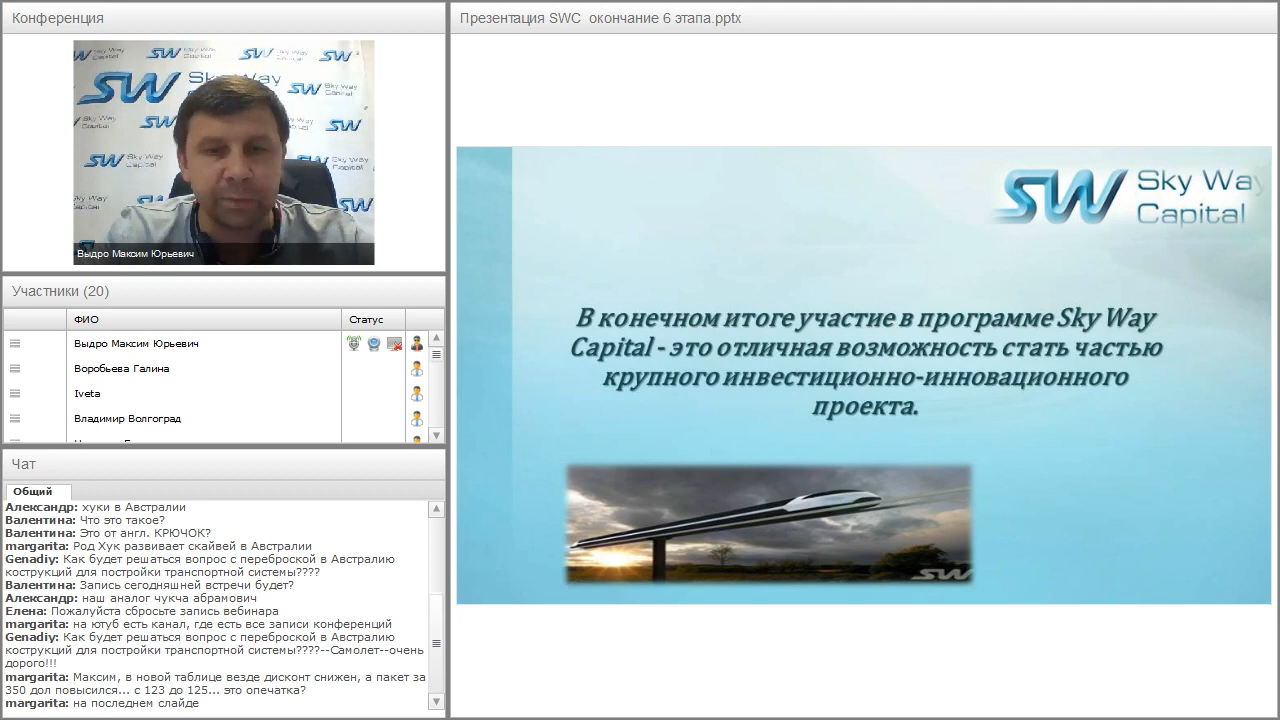 Конференция
SW Sky Way Capital
Выдро Максим Юрьевич
Участники (20)
ФИО Статус
Выдро Максим Юрьевич
Воробьева Галина
Iveta
Владимир Волгоград
Чат
Общий
Александр: хуки в Австралии
Валентина: Что это такое?
Валентина: Это от англ. КРЮЧОК?
margarita: Род Хук развивает скайвей в Австралии
Genadiy: Как будет решаться вопрос с переброской в Австралию
кострукций для постройки транспортной системы????
Валентина: Запись сегодняшней встречи будет?
Александр: наш аналог чукча абрамович
Елена: Пожалуйста сбросьте запись вебинара
margarita: на ютуб есть канал, где есть все записи конференций
Genadiy: Как будет решаться вопрос с переброской в Австралию
кострукций для постройки транспортной системы????--Самолет--очень
дорого!!!
margarita: Максим, в новой таблице везде дисконт снижен, а пакет за
350 дол повысился... с 123 до 125... это опечатка?
margarita: на последнем слайде
Презентация SWC окончание 6 этапа.pptx
SW Sky Way
Capital
В конечном итоге участие в программе Sky Way
Capital - это отличная возможность стать частью
крупного инвестиционно-инновационного
проекта.
SW